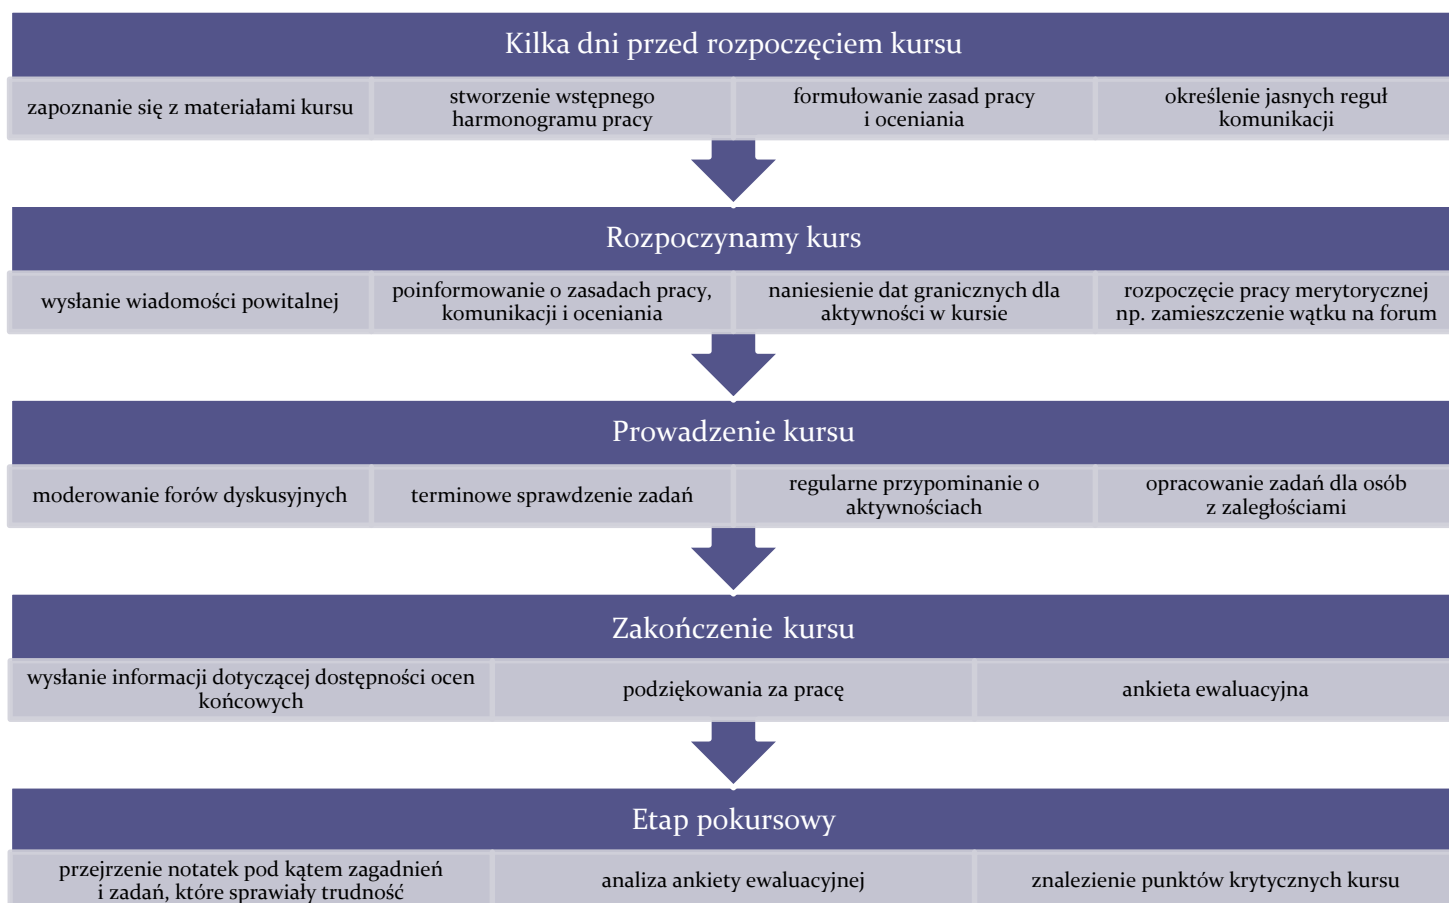 Kilka dni przed rozpoczęciem kursu
zapoznanie się z materiałami kursu
stworzenie wstępnego
harmonogramu pracy
formułowanie zasad pracy
i oceniania
określenie jasnych reguł
komunikacji
Rozpoczynamy kurs
wysłanie wiadomości powitalnej
poinformowanie o zasadach pracy,
komunikacji i oceniania
naniesienie dat granicznych dla
aktywności w kursie
rozpoczęcie pracy merytorycznej
np. zamieszczenie wątku na forum
Prowadzenie kursu
moderowanie forów dyskusyjnych
terminowe sprawdzenie zadań
regularne przypominanie o
aktywnościach
opracowanie zadań dla osób
z zaległościami
Zakończenie kursu
wysłanie informacji dotyczącej dostępności ocen
końcowych
podziękowania za pracę
ankieta ewaluacyjna
Etap pokursowy
przejrzenie notatek pod kątem zagadnień
i zadań, które sprawiały trudność
analiza ankiety ewaluacyjnej
znalezienie punktów krytycznych kursu